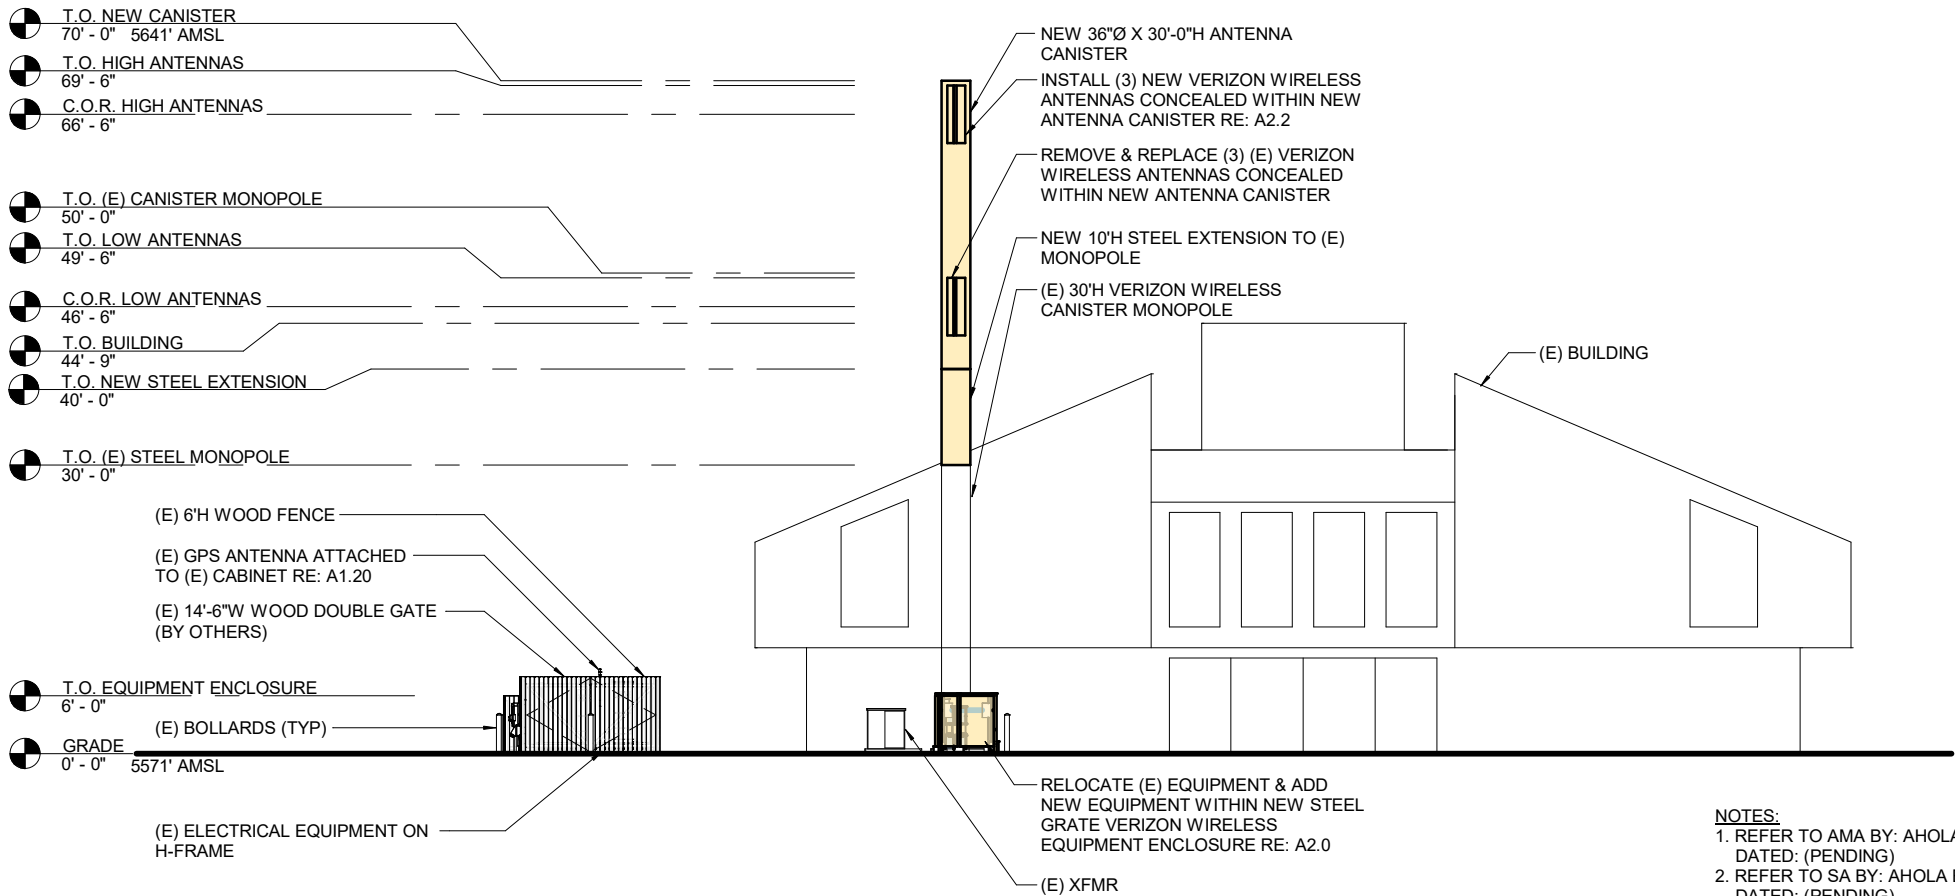 T.O. NEW CANISTER
70' - 0" 5641' AMSL
T.O. HIGH ANTENNAS
69' - 6"
C.O.R. HIGH ANTENNAS
66' - 6"
T.O. (E) CANISTER MONOPOLE
50' - 0"
T.O. LOW ANTENNAS
49' - 6"
C.O.R. LOW ANTENNAS
46' - 6"
T.O. BUILDING
44' - 9"
T.O. NEW STEEL EXTENSION
40' - 0"
T.O. (E) STEEL MONOPOLE
30' - 0"
(E) 6'H WOOD FENCE
(E) GPS ANTENNA ATTACHED
TO (E) CABINET RE: A1.20
(E) 14'-6"W WOOD DOUBLE GATE
(BY OTHERS)
T.O. EQUIPMENT ENCLOSURE
6' - 0"
(E) BOLLARDS (TYP)
GRADE
0' - 0" 5571' AMSL
(E) ELECTRICAL EQUIPMENT ON
H-FRAME
NEW 36"Ø X 30'-0"H ANTENNA
CANISTER
INSTALL (3) NEW VERIZON WIRELESS
ANTENNAS CONCEALED WITHIN NEW
ANTENNA CANISTER RE: A2.2
REMOVE & REPLACE (3) (E) VERIZON
WIRELESS ANTENNAS CONCEALED
WITHIN NEW ANTENNA CANISTER
NEW 10'H STEEL EXTENSION TO (E)
MONOPOLE
(E) 30'H VERIZON WIRELESS
CANISTER MONOPOLE
(E) BUILDING
RELOCATE (E) EQUIPMENT & ADD
NEW EQUIPMENT WITHIN NEW STEEL
GRATE VERIZON WIRELESS
EQUIPMENT ENCLOSURE RE: A2.0
(E) XFMR
NOTES:
1. REFER TO AMA BY: AHOLA
DATED: (PENDING)
2. REFER TO SA BY: AHOLA
DATED: (PENDING)